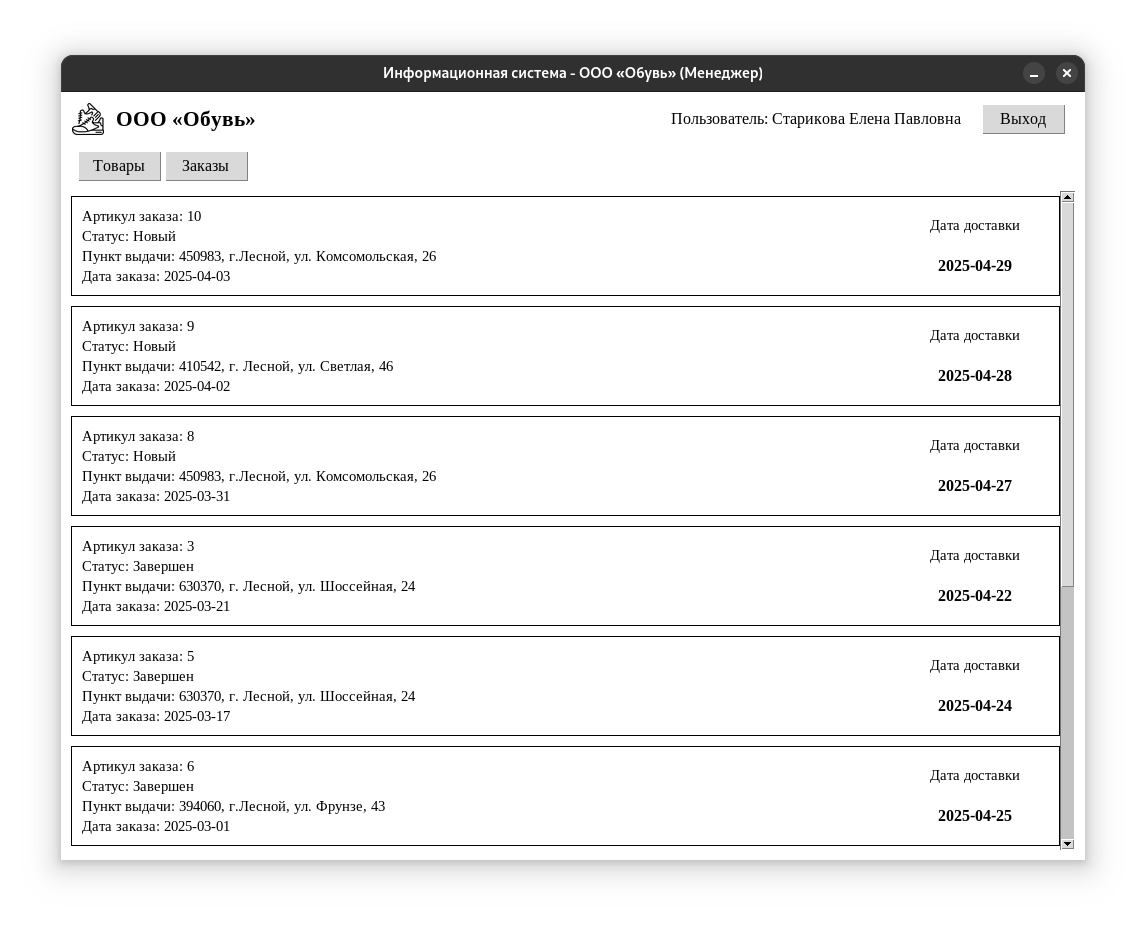 Информационная система - ООО «Обувь» (Менеджер)
ООО «Обувь»
Пользователь: Старикова Елена Павловна
Выход
Товары
Заказы
Артикул заказа: 10
Статус: Новый
Пункт выдачи: 450983, г.Лесной, ул. Комсомольская, 26
Дата заказа: 2025-04-03
Дата доставки
2025-04-29
Артикул заказа: 9
Статус: Новый
Пункт выдачи: 410542, г. Лесной, ул. Светлая, 46
Дата заказа: 2025-04-02
Дата доставки
2025-04-28
Артикул заказа: 8
Статус: Новый
Пункт выдачи: 450983, г.Лесной, ул. Комсомольская, 26
Дата заказа: 2025-03-31
Дата доставки
2025-04-27
Артикул заказа: 3
Статус: Завершен
Пункт выдачи: 630370, г. Лесной, ул. Шоссейная, 24
Дата заказа: 2025-03-21
Дата доставки
2025-04-22
Артикул заказа: 5
Статус: Завершен
Пункт выдачи: 630370, г. Лесной, ул. Шоссейная, 24
Дата заказа: 2025-03-17
Дата доставки
2025-04-24
Артикул заказа: 6
Статус: Завершен
Пункт выдачи: 394060, г.Лесной, ул. Фрунзе, 43
Дата заказа: 2025-03-01
Дата доставки
2025-04-25